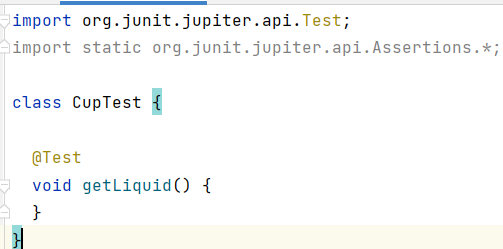 import org.junit.jupiter.api.Test;
import static org.junit.jupiter.api.Assertions.*;
class CupTest {
@Test
void getLiquid() {
}
}